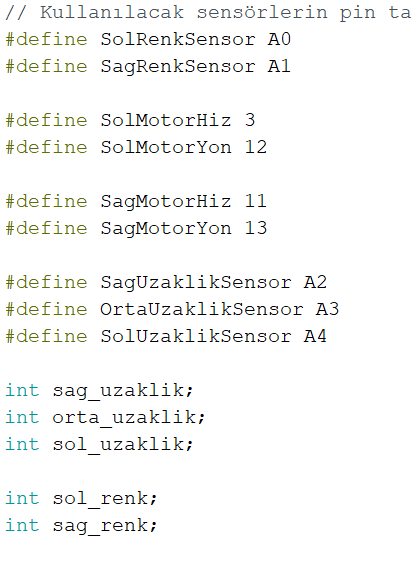 // Kullanılacak sensörlerin pin
#define SolRenkSensor A0
#define SagRenkSensor A1
#define SolMotorHiz 3
#define SolMotorYon 12
#define SagMotorHiz 11
#define SagMotorYon 13
#define SagUzaklikSensor A2
#define OrtaUzaklikSensor A3
#define SolUzaklikSensor A4
int sag_uzaklik;
int orta_uzaklik;
int sol_uzaklik;
int sol_renk;
int sag_renk;